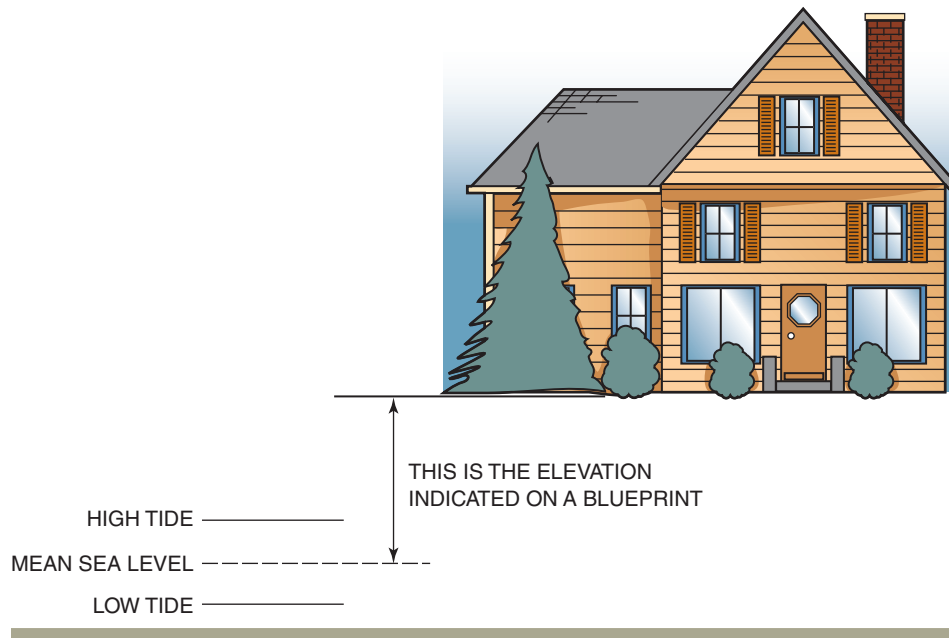 THIS IS THE ELEVATION
INDICATED ON A BLUEPRINT
HIGH TIDE
MEAN SEA LEVEL
LOW TIDE